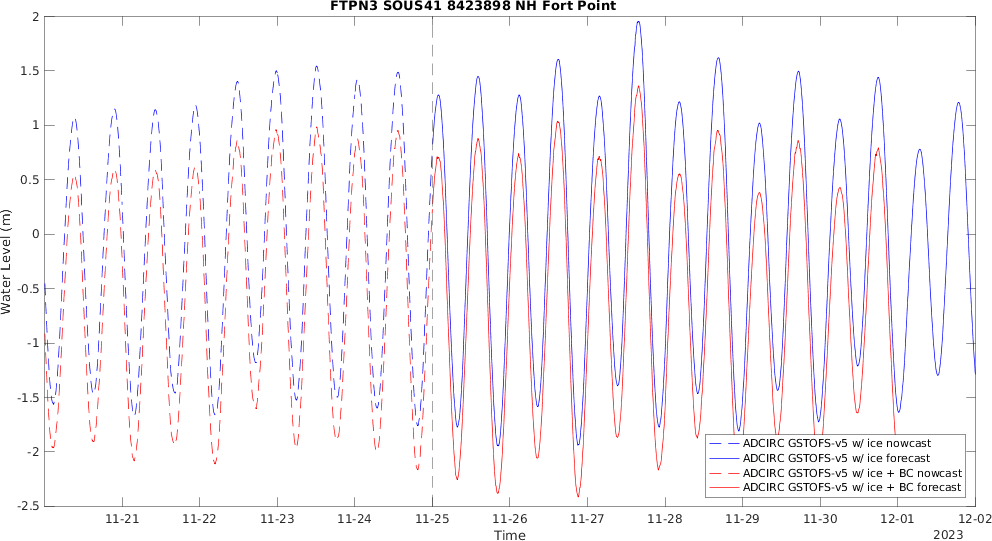 FTPN3 SOUS41 8423898 NH Fort Point
2
1.5
1
0.5
0
-0.5
-1
-1.5
-2
-2.5
Water Level (m)
ADCIRC GSTOFS-v5 w/ ice nowcast
ADCIRC GSTOFS-v5 w/ ice forecast
ADCIRC GSTOFS-v5 w/ ice + BC nowcast
ADCIRC GSTOFS-v5 w/ ice + BC forecast
11-21 11-22 11-23 11-24 11-25 11-26 11-27 11-28 11-29 11-30 12-01 12-02
Time 2023